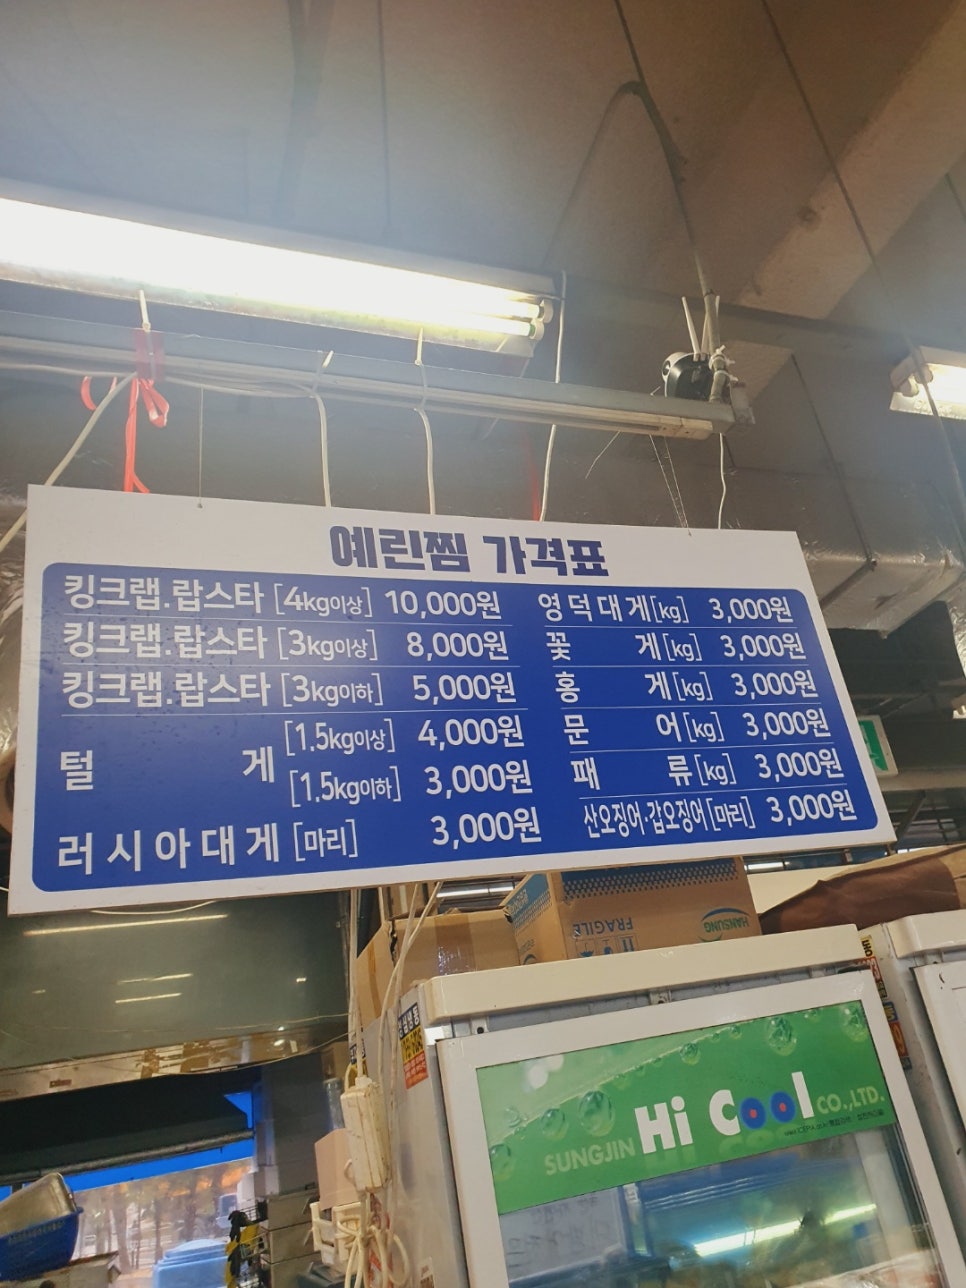 예린찜 가격표
킹크랩.랍스타 [4kg이상] 10,000원
킹크랩.랍스타 [3kg이상] 8,000원
킹크랩.랍스타 [3kg이하] 5,000원
털 게 [1.5kg이상] 4,000원
[1.5kg이하] 3,000원
러시아대게 [마리] 3,000원
영덕대게[kg] 3,000원
꽃 게[kg] 3,000원
홍 게[kg] 3,000원
문 어[kg] 3,000원
패 류[kg] 3,000원
산오징어·갑오징어[마리] 3,000원
FRAGILE
HANSUNG
SUNGJIN Hi Cool CO.,LTD.